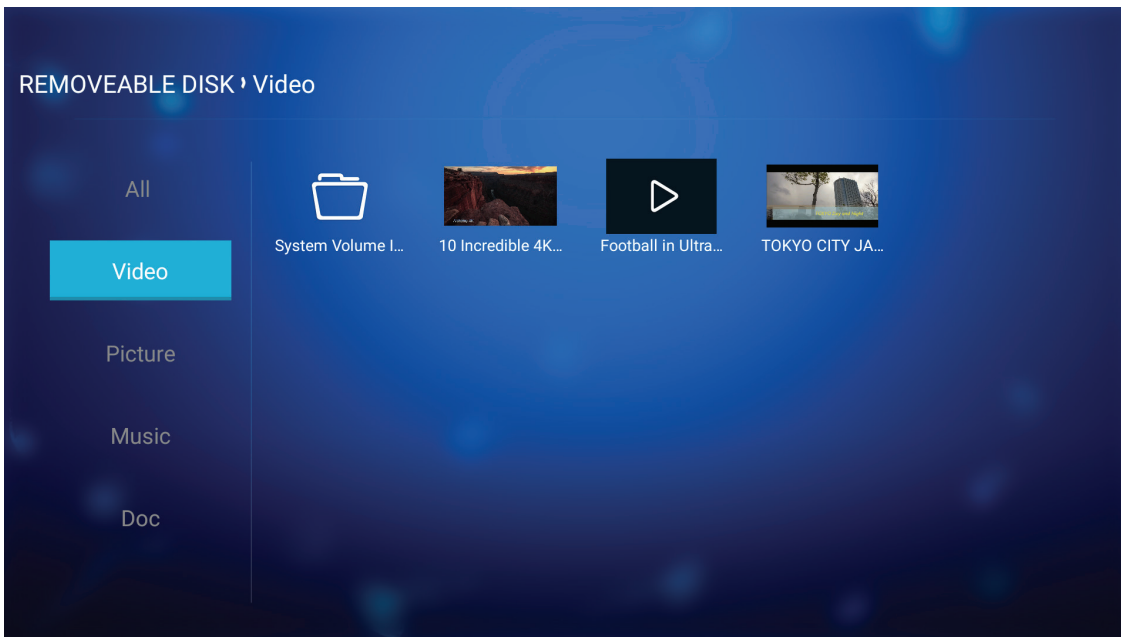 REMOVEABLE DISK › Video
All
Video
Picture
Music
Doc
System Volume I...
10 Incredible 4K...
Football in Ultra...
TOKYO CITY JA...